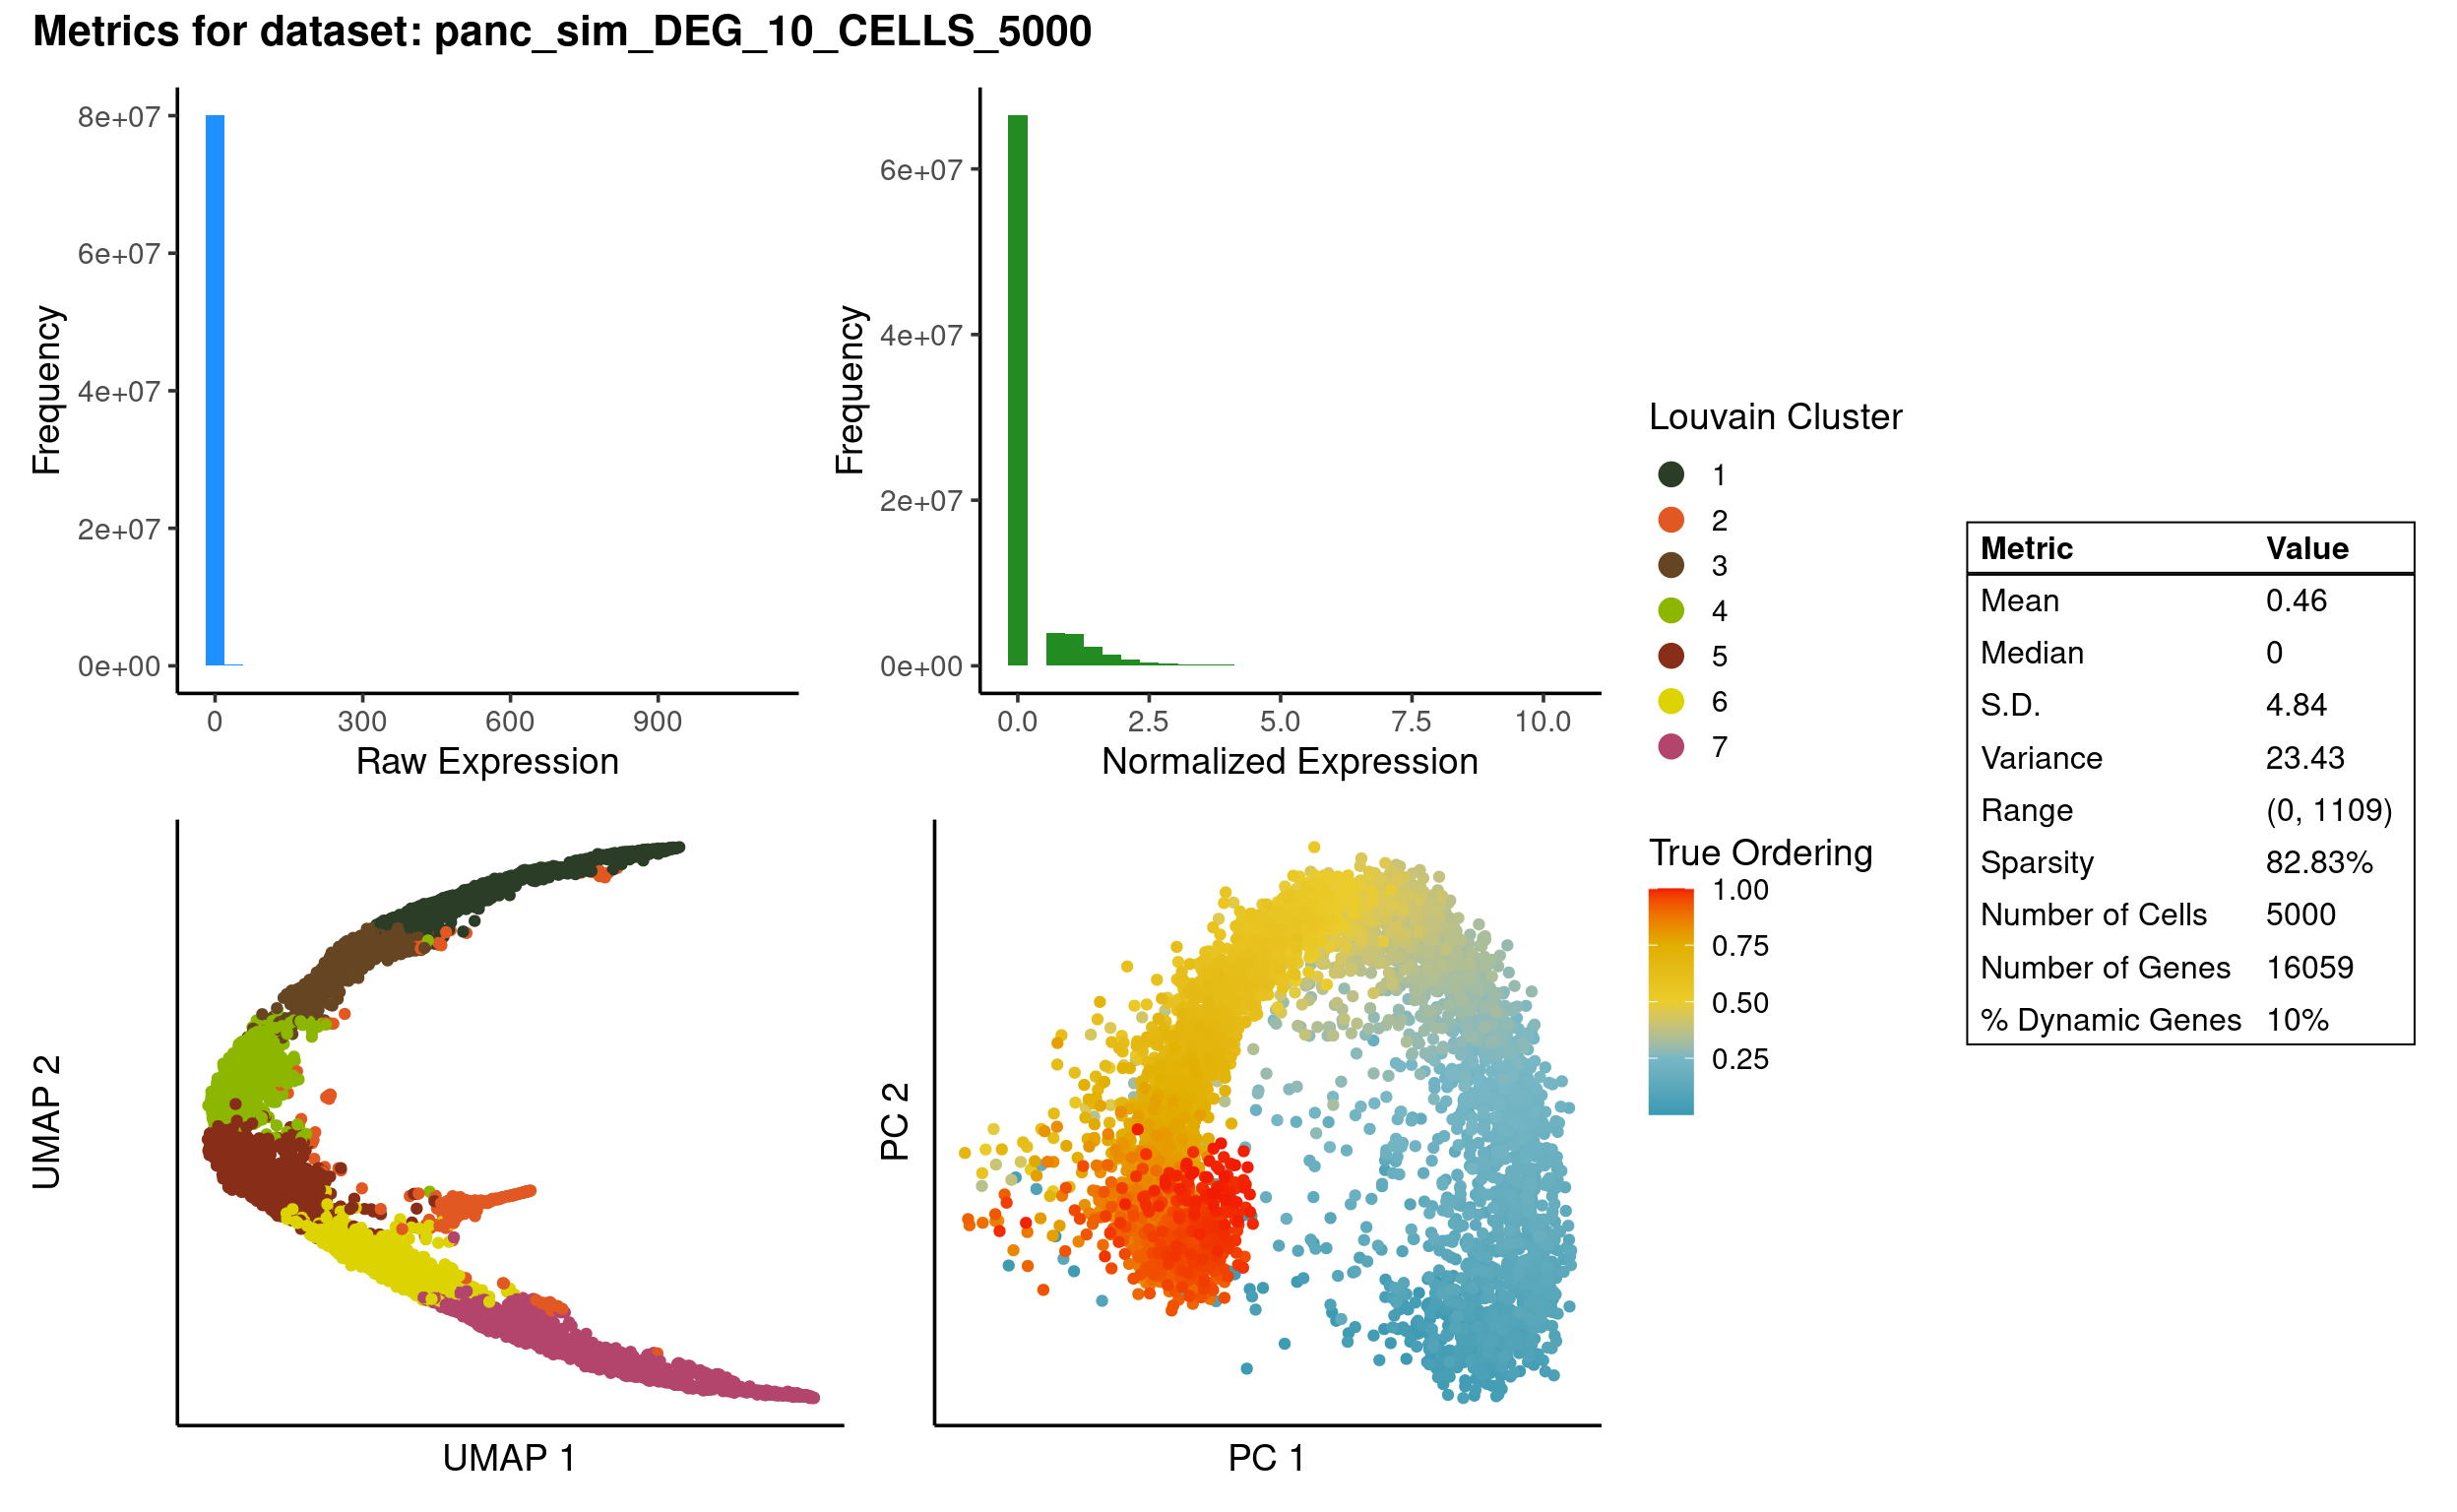 Metrics for dataset: panc_sim_DEG_10_CELLS_5000
Frequency
8e+07
6e+07
4e+07
2e+07
0e+00
0
300
600
900
Raw Expression
Frequency
6e+07
4e+07
2e+07
0e+00
0.0
2.5
5.0
7.5
10.0
Normalized Expression
UMAP 2
UMAP 1
PC 2
PC 1
Louvain Cluster
1
2
3
4
5
6
7
True Ordering
1.00
0.75
0.50
0.25
Metric Value
Mean 0.46
Median 0
S.D. 4.84
Variance 23.43
Range (0, 1109)
Sparsity 82.83%
Number of Cells 5000
Number of Genes 16059
% Dynamic Genes 10%